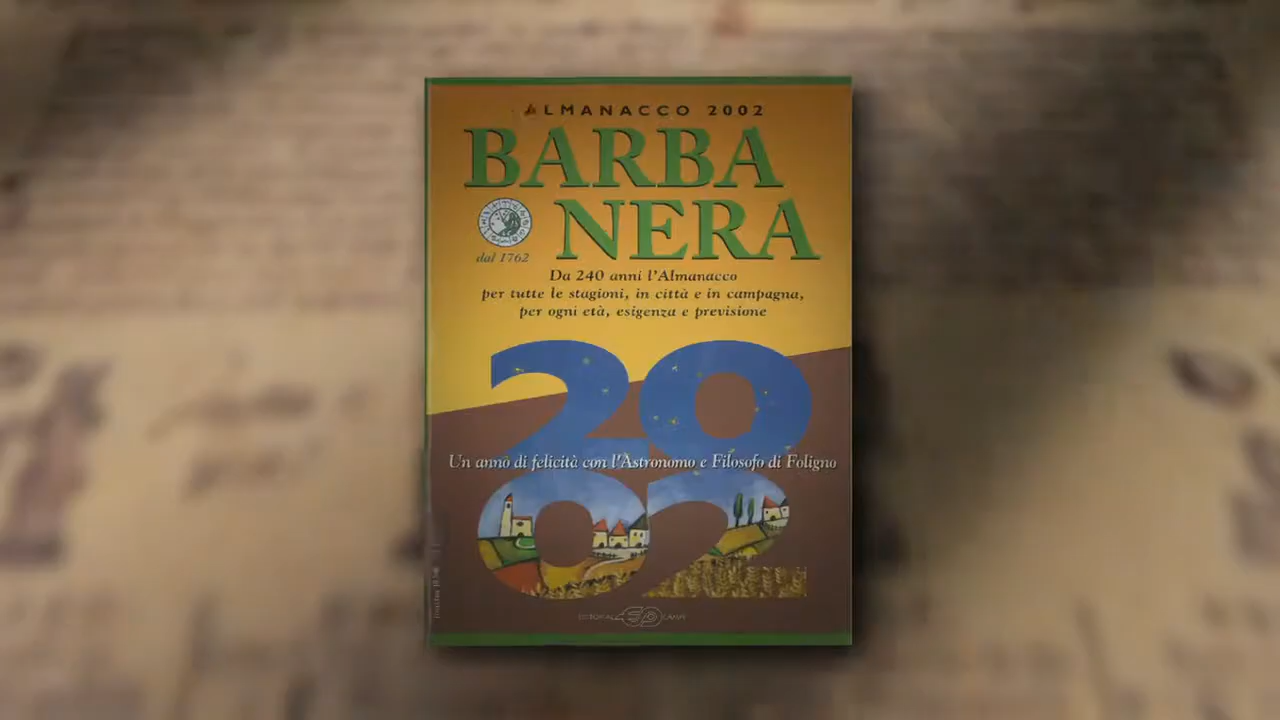 ALMANACCO 2002
BARBA
NERA
dal 1762
Da 240 anni l'Almanacco
per tutte le stagioni, in città e in campagna,
per ogni età, esigenza e previsione
20
Un anno di felicità con l'Astronomo e Filosofo di Foligno
02